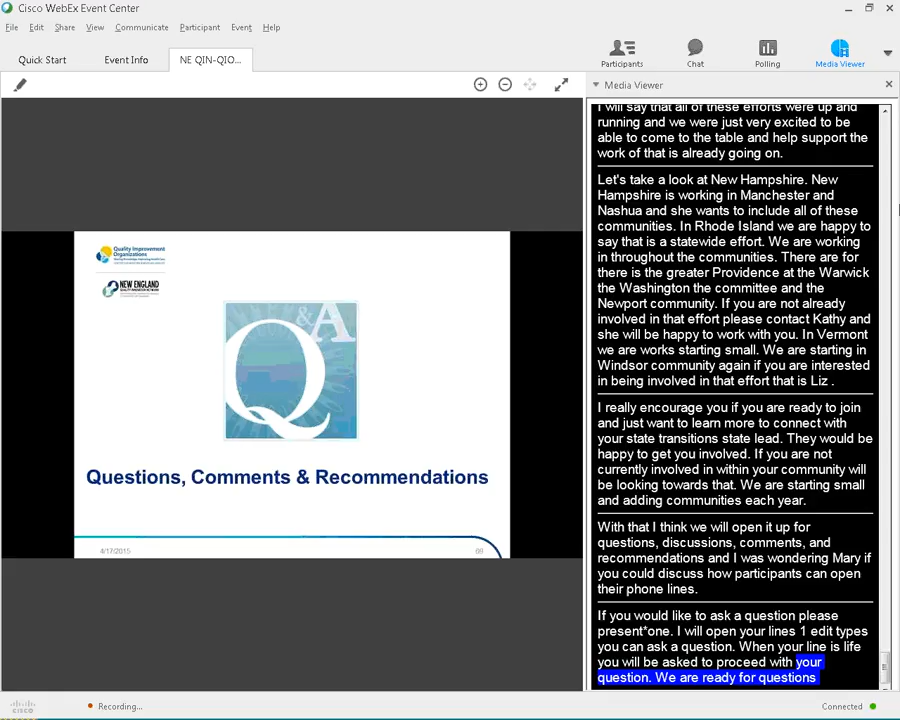 Cisco WebEx Event Center
File Edit Share View Communicate Participant Event Help
Quick Start Event Info NE QIN-QIO...
Participants Chat Polling Media Viewer
Media Viewer
Quality Improvement
Organizations
NEW ENGLAND
Q & A
Questions, Comments & Recommendations
4/17/2015
I will say that all of these efforts were up and
running and we were just very excited to be
able to come to the table and help support the
work of that is already going on.
Let's take a look at New Hampshire. New
Hampshire is working in Manchester and
Nashua and she wants to include all of these
communities. In Rhode Island we are happy to
say that is a statewide effort. We are working
in throughout the communities. There are for
there is the greater Providence at the Warwick
the Washington the committee and the
Newport community. If you are not already
involved in that effort please contact Kathy and
she will be happy to work with you. In Vermont
we are works starting small. We are starting in
Windsor community again if you are interested
in being involved in that effort that is Liz .
I really encourage you if you are ready to join
and just want to learn more to connect with
your state transitions state lead. They would be
happy to get you involved. If you are not
currently involved in within your community will
be looking towards that. We are starting small
and adding communities each year.
With that I think we will open it up for
questions, discussions, comments, and
recommendations and I was wondering Mary if
you could discuss how participants can open
their phone lines.
If you would like to ask a question please
present*one. I will open your lines 1 edit types
you can ask a question. When your line is life
you will be asked to proceed with your
question. We are ready for questions
cisco Recording... Connected